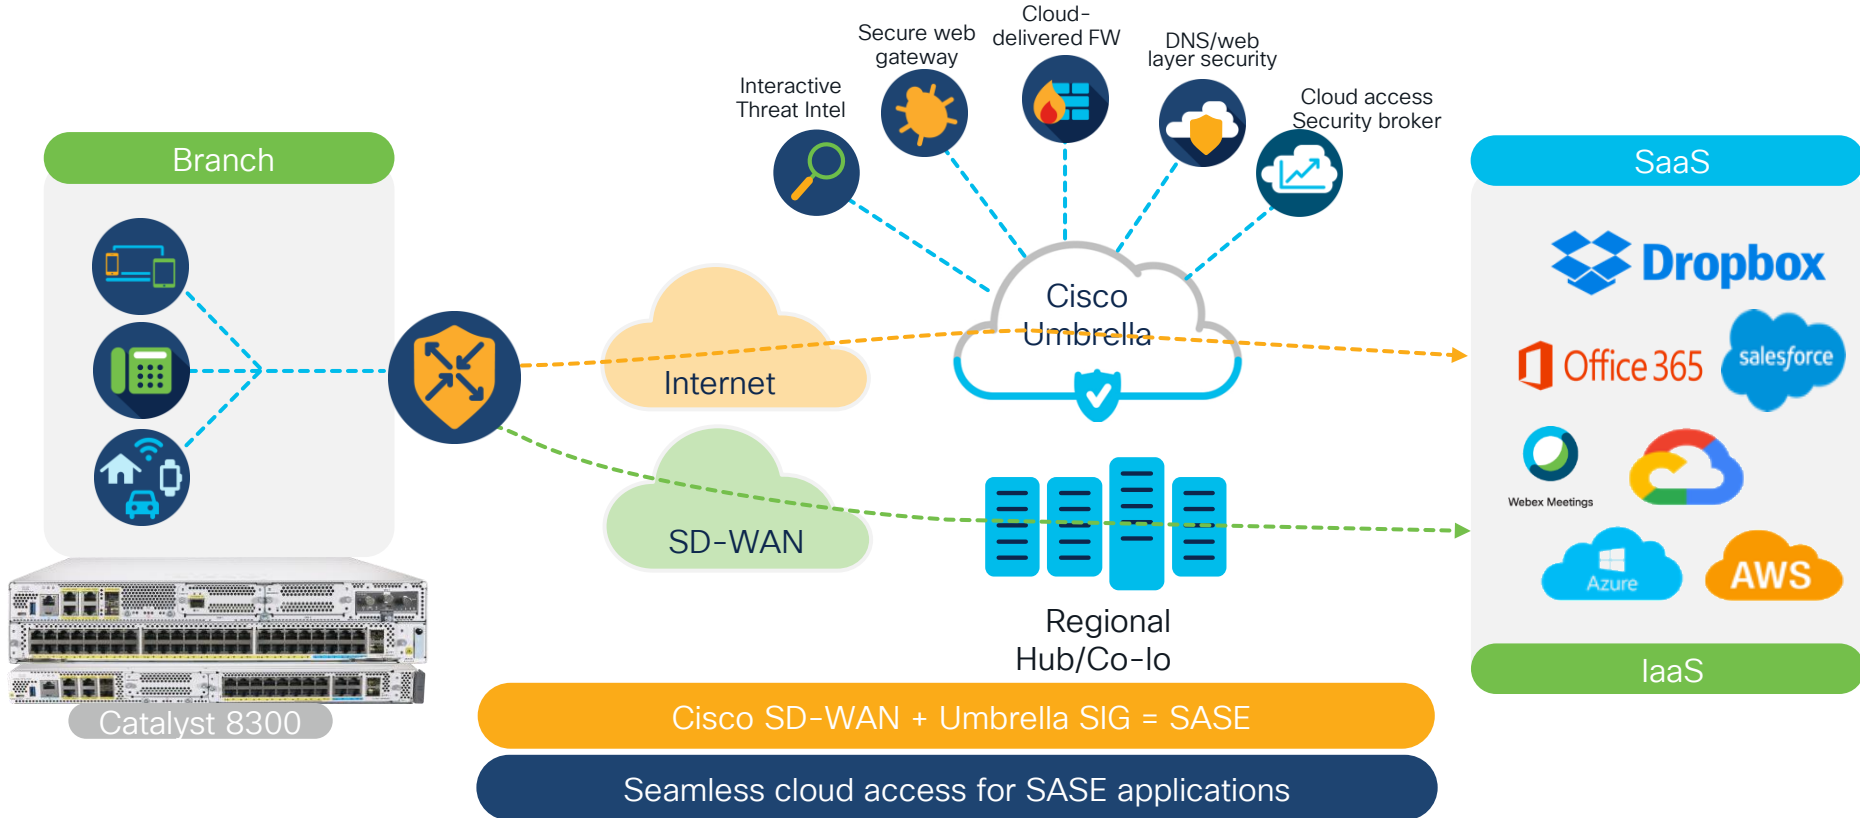 Branch
Interactive
Threat Intel
Secure web
gateway
Cloud-
delivered FW
DNS/web
layer security
Cloud access
Security broker
SaaS
Dropbox
Office 365
salesforce
Webex Meetings
Azure
AWS
IaaS
Cisco
Umbrella
Internet
SD-WAN
Regional
Hub/Co-lo
Catalyst 8300
Cisco SD-WAN + Umbrella SIG = SASE
Seamless cloud access for SASE applications